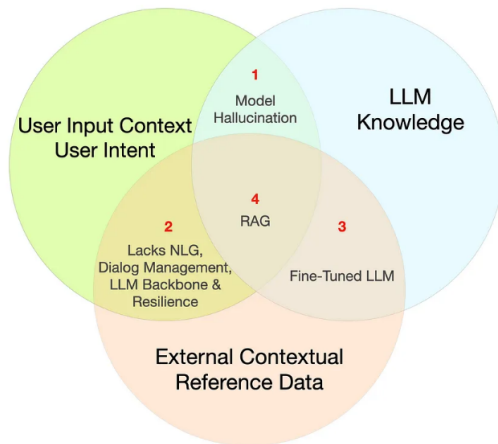 1
Model
Hallucination
User Input Context
User Intent
LLM
Knowledge
2
Lacks NLG,
Dialog Management,
LLM Backbone &
Resilience
4
RAG
3
Fine-Tuned LLM
External Contextual
Reference Data